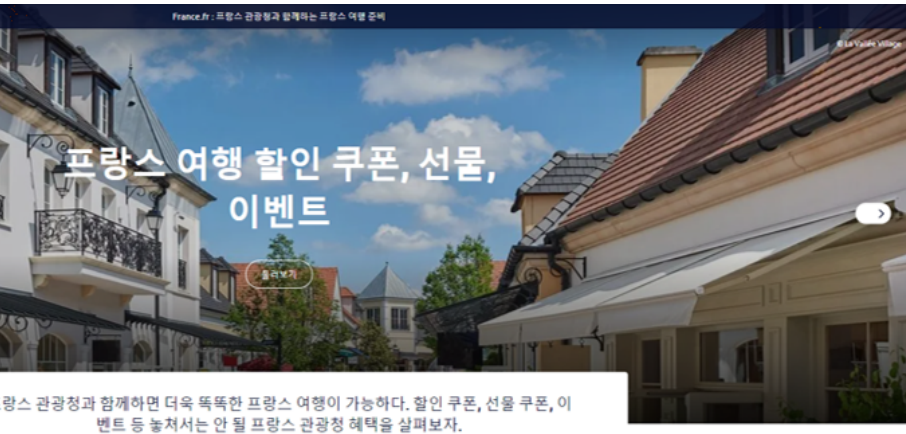 France.fr : 프랑스 관광청과 함께하는 프랑스 여행 준비
© La Vallée Village
프랑스 여행 할인 쿠폰, 선물,
이벤트
둘러보기
랑스 관광청과 함께하면 더욱 똑똑한 프랑스 여행이 가능하다. 할인 쿠폰, 선물 쿠폰, 이
벤트 등 놓쳐서는 안 될 프랑스 관광청 혜택을 살펴보자.